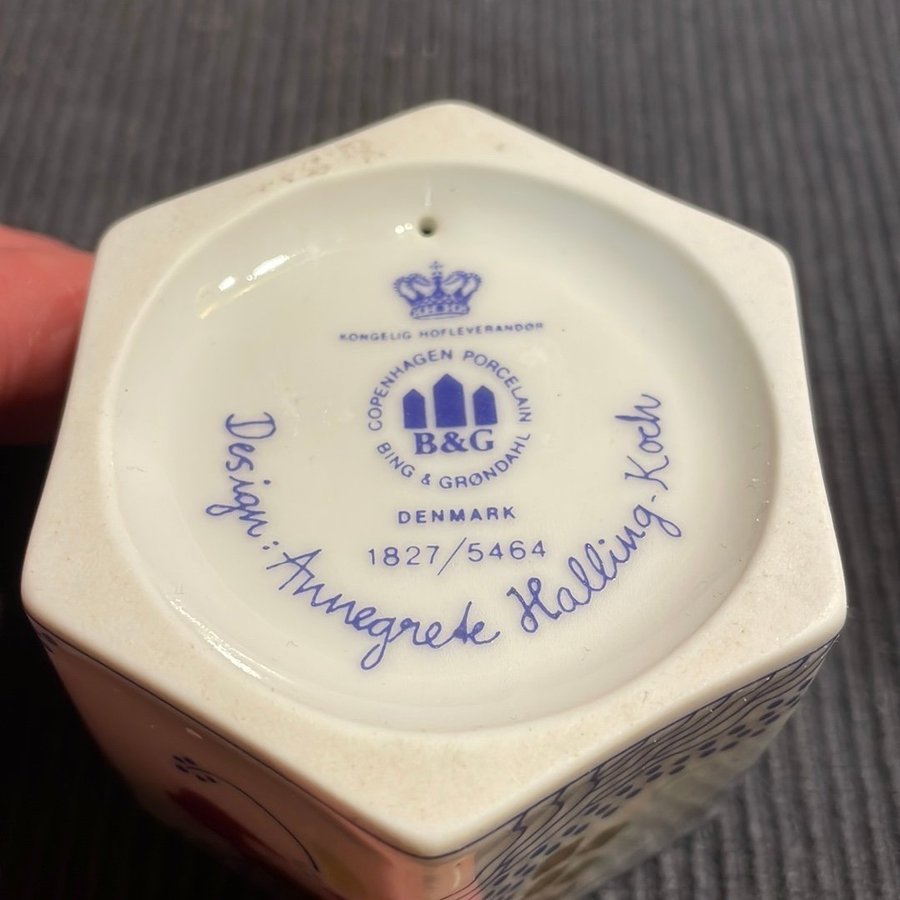 KONGELIG HOFLEVERANDØR
COPENHAGEN PORCELAIN
B&G
BING & GRØNDAHL
DENMARK
1827/5464
Design: Annegrete Halling-Koch